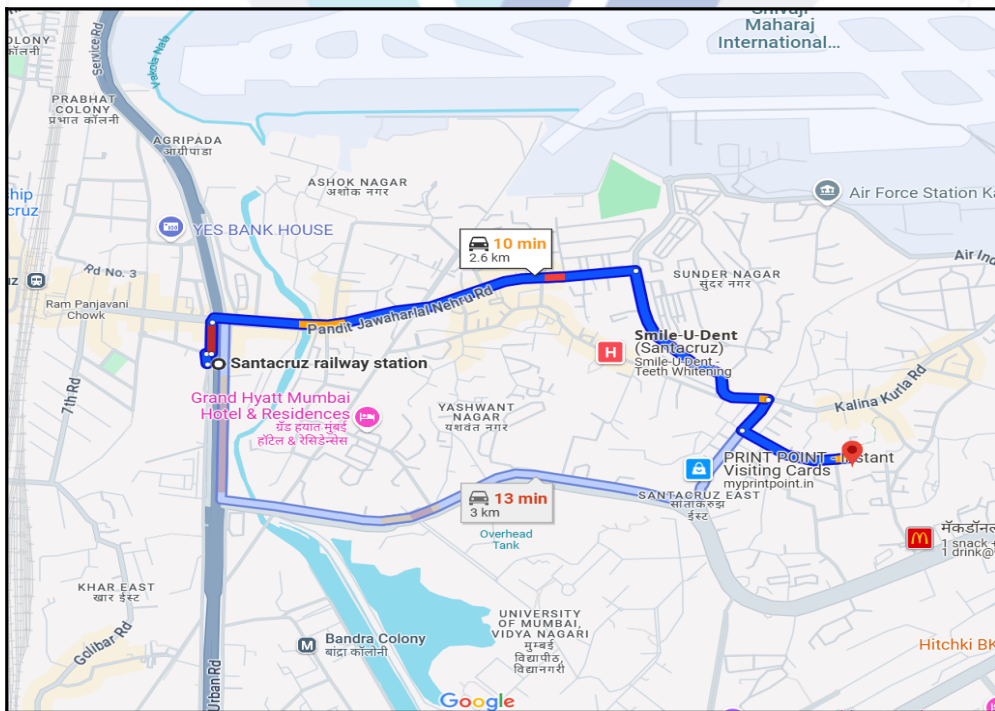 Shivaji
Maharaj
International...
OLONY
कॉलनी
Service Rd
Vakola Nala
PRABHAT
COLONY
प्रभात कॉलनी
AGRIPADA
आग्रीपाडा
ASHOK NAGAR
अशोक नगर
Air Force Station Ka
hip
cruz
YES BANK HOUSE
10 min
2.6 km
Air Ind
SUNDER NAGAR
सुंदर नगर
uz
Rd No. 3
Ram Panjavani
Chowk
Pandit Jawaharlal Nehru Rd
Smile-U-Dent
(Santacruz)
Smile-U-Dent -
Teeth Whitening
Santacruz railway station
7th Rd
Grand Hyatt Mumbai
Hotel & Residences
ग्रँड हयात मुंबई
हॉटेल & रेसिडेन्सेस
YASHWANT
NAGAR
यशवंत नगर
Kalina Kurla Rd
PRINT POINT - Instant
Visiting Cards
myprintpoint.in
13 min
3 km
SANTACRUZ EAST
सांताक्रुझ
ईस्ट
Overhead
Tank
मॅकडॉनल
1 snack +
1 drink@
KHAR EAST
खार ईस्ट
Golibar Rd
UNIVERSITY
OF MUMBAI,
VIDYA NAGARI
मुम्बई
विद्यापीठ,
विद्यानगरी
Bandra Colony
बांद्रा कॉलोनी
Hitchki BK
Urban Rd
Google